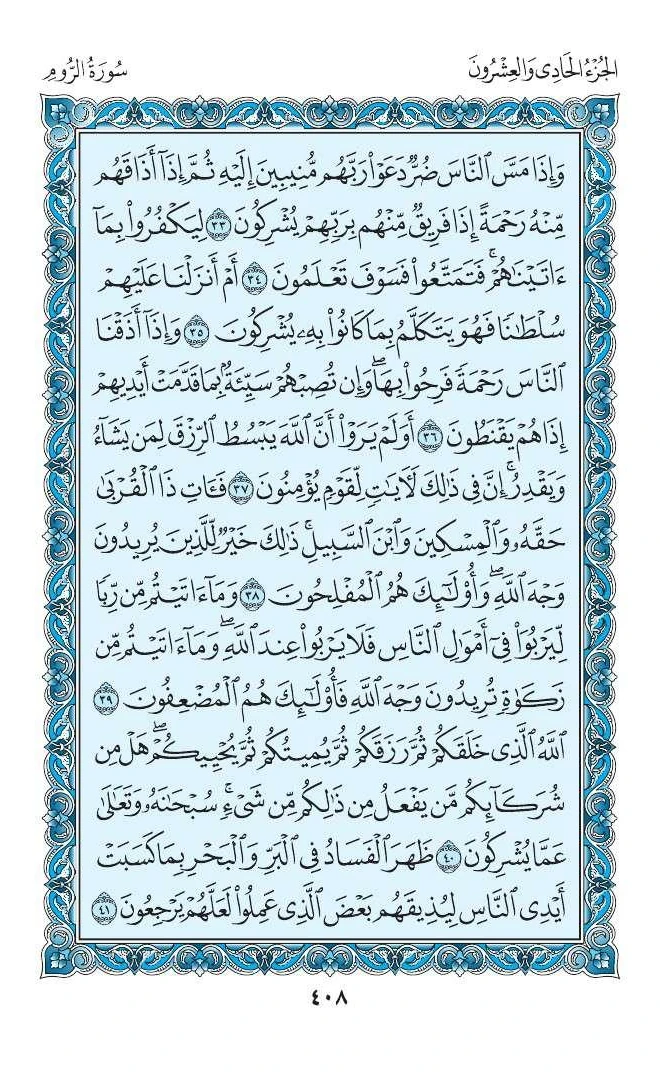 الجُزْءُ الحَادِى وَالعِشْرُونَ
سُورَةُ الرُّومِ
وَإِذَا مَسَّ ٱلنَّاسَ ضُرٌّ دَعَوْا۟ رَبَّهُم مُّنِيبِينَ إِلَيْهِ ثُمَّ إِذَآ أَذَاقَهُم
مِّنْهُ رَحْمَةً إِذَا فَرِيقٌ مِّنْهُم بِرَبِّهِمْ يُشْرِكُونَ ٣٣ لِيَكْفُرُوا۟ بِمَآ
ءَاتَيْنَٰهُمْ ۚ فَتَمَتَّعُوا۟ فَسَوْفَ تَعْلَمُونَ ٣٤ أَمْ أَنزَلْنَا عَلَيْهِمْ
سُلْطَٰنًا فَهُوَ يَتَكَلَّمُ بِمَا كَانُوا۟ بِهِۦ يُشْرِكُونَ ٣٥ وَإِذَآ أَذَقْنَا
ٱلنَّاسَ رَحْمَةً فَرِحُوا۟ بِهَا ۖ وَإِن تُصِبْهُمْ سَيِّئَةٌۢ بِمَا قَدَّمَتْ أَيْدِيهِمْ
إِذَا هُمْ يَقْنَطُونَ ٣٦ أَوَلَمْ يَرَوْا۟ أَنَّ ٱللَّهَ يَبْسُطُ ٱلرِّزْقَ لِمَن يَشَآءُ
وَيَقْدِرُ ۚ إِنَّ فِى ذَٰلِكَ لَءَايَٰتٍ لِّقَوْمٍ يُؤْمِنُونَ ٣٧ فَـَٔاتِ ذَا ٱلْقُرْبَىٰ
حَقَّهُۥ وَٱلْمِسْكِينَ وَٱبْنَ ٱلسَّبِيلِ ۚ ذَٰلِكَ خَيْرٌ لِّلَّذِينَ يُرِيدُونَ
وَجْهَ ٱللَّهِ ۖ وَأُو۟لَٰٓئِكَ هُمُ ٱلْمُفْلِحُونَ ٣٨ وَمَآ ءَاتَيْتُم مِّن رِّبًا
لِّيَرْبُوَا۟ فِىٓ أَمْوَٰلِ ٱلنَّاسِ فَلَا يَرْبُوا۟ عِندَ ٱللَّهِ ۖ وَمَآ ءَاتَيْتُم مِّن
زَكَوٰةٍ تُرِيدُونَ وَجْهَ ٱللَّهِ فَأُو۟لَٰٓئِكَ هُمُ ٱلْمُضْعِفُونَ ٣٩
ٱللَّهُ ٱلَّذِى خَلَقَكُمْ ثُمَّ رَزَقَكُمْ ثُمَّ يُمِيتُكُمْ ثُمَّ يُحْيِيكُمْ ۖ هَلْ مِن
شُرَكَآئِكُم مَّن يَفْعَلُ مِن ذَٰلِكُم مِّن شَىْءٍ ۚ سُبْحَٰنَهُۥ وَتَعَٰلَىٰ
عَمَّا يُشْرِكُونَ ٤٠ ظَهَرَ ٱلْفَسَادُ فِى ٱلْبَرِّ وَٱلْبَحْرِ بِمَا كَسَبَتْ
أَيْدِى ٱلنَّاسِ لِيُذِيقَهُم بَعْضَ ٱلَّذِى عَمِلُوا۟ لَعَلَّهُمْ يَرْجِعُونَ ٤١
٤٠٨